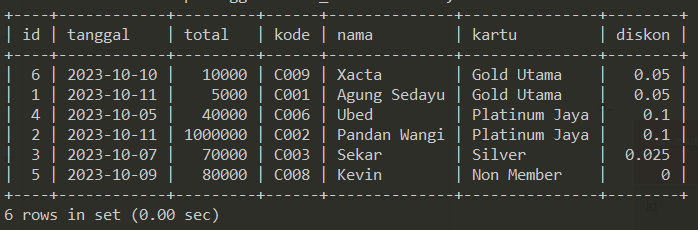 +----+------------+---------+------+--------------+---------------+--------+
| id | tanggal    | total   | kode | nama         | kartu         | diskon |
+----+------------+---------+------+--------------+---------------+--------+
|  6 | 2023-10-10 |   10000 | C009 | Xacta        | Gold Utama    |   0.05 |
|  1 | 2023-10-11 |    5000 | C001 | Agung Sedayu | Gold Utama    |   0.05 |
|  4 | 2023-10-05 |   40000 | C006 | Ubed         | Platinum Jaya |    0.1 |
|  2 | 2023-10-11 | 1000000 | C002 | Pandan Wangi | Platinum Jaya |    0.1 |
|  3 | 2023-10-07 |   70000 | C003 | Sekar        | Silver        |  0.025 |
|  5 | 2023-10-09 |   80000 | C008 | Kevin        | Non Member    |      0 |
+----+------------+---------+------+--------------+---------------+--------+
6 rows in set (0.00 sec)